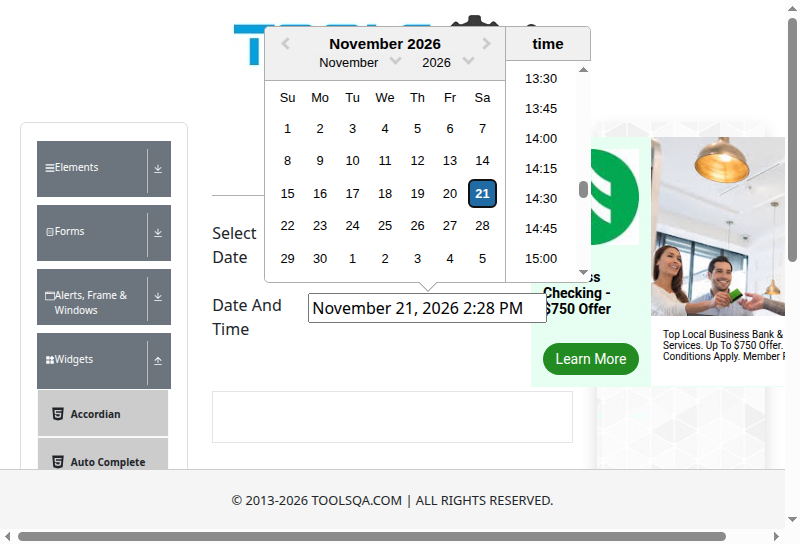 November 2026
November
2026
time
Su Mo Tu We Th Fr Sa
1 2 3 4 5 6 7
8 9 10 11 12 13 14
15 16 17 18 19 20 21
22 23 24 25 26 27 28
29 30 1 2 3 4 5
13:30
13:45
14:00
14:15
14:30
14:45
15:00
Elements
Forms
Alerts, Frame &
Windows
Widgets
Accordian
Auto Complete
Select
Date
Date And
Time
November 21, 2026 2:28 PM
Checking -
$750 Offer
Learn More
Top Local Business Bank &
Services. Up To $750 Offer.
Conditions Apply. Member
© 2013-2026 TOOLSQA.COM | ALL RIGHTS RESERVED.